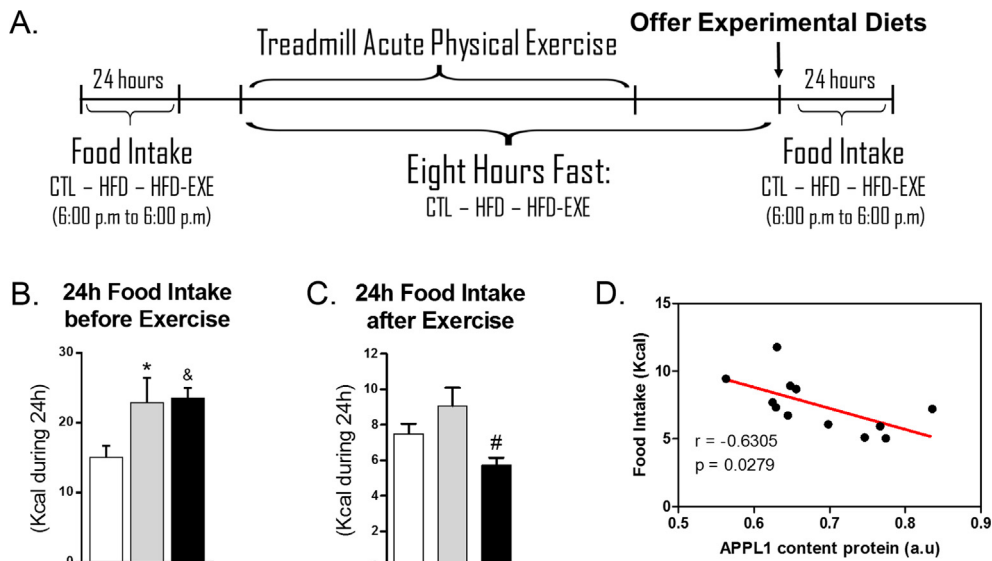 A.
Offer Experimental Diets
Treadmill Acute Physical Exercise
24 hours
24 hours
Food Intake
CTL – HFD – HFD-EXE
(6:00 p.m to 6:00 p.m)
Eight Hours Fast:
CTL – HFD – HFD-EXE
Food Intake
CTL – HFD – HFD-EXE
(6:00 p.m to 6:00 p.m)
B.
24h Food Intake
before Exercise
(Kcal during 24h)
30
20
10
0
*
&
C.
24h Food Intake
after Exercise
(Kcal during 24h)
12
10
8
6
4
2
#
D.
Food Intake (Kcal)
15
10
5
0
r = -0.6305
p = 0.0279
0.5 0.6 0.7 0.8 0.9
APPL1 content protein (a.u)